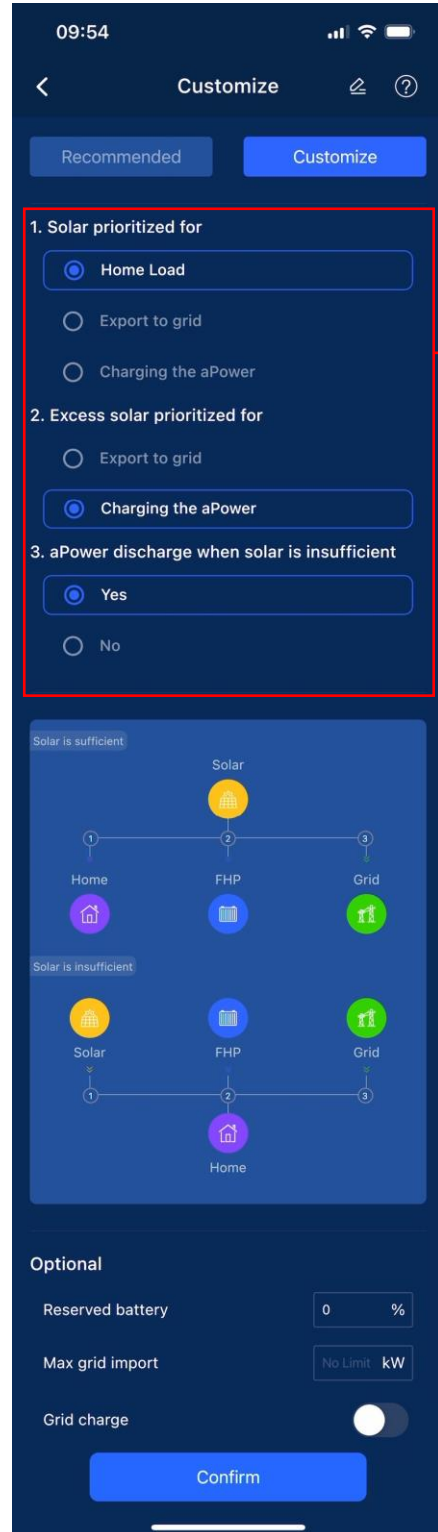 09:54
Customize
Recommended
Customize
1. Solar prioritized for
Home Load
Export to grid
Charging the aPower
2. Excess solar prioritized for
Export to grid
Charging the aPower
3. aPower discharge when solar is insufficient
Yes
No
Solar is sufficient
Solar
1 2 3
Home FHP Grid
Solar is insufficient
Solar FHP Grid
1 2 3
Home
Optional
Reserved battery 0 %
Max grid import No Limit kW
Grid charge
Confirm